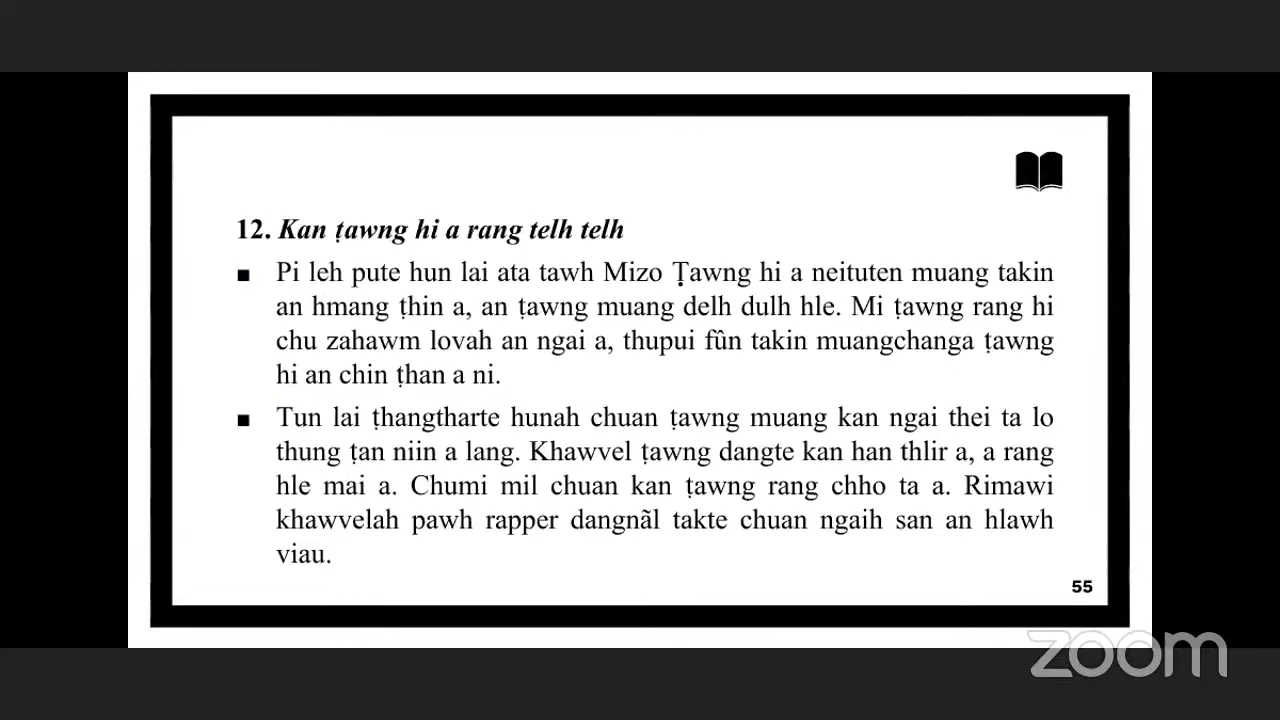 12. Kan ṭawng hi a rang telh telh
▪ Pi leh pute hun lai ata tawh Mizo Ṭawng hi a neituten muang takin
an hmang ṭhin a, an ṭawng muang delh dulh hle. Mi ṭawng rang hi
chu zahawm lovah an ngai a, thupui fûn takin muangchanga ṭawng
hi an chin ṭhan a ni.
▪ Tun lai ṭhangtharte hunah chuan ṭawng muang kan ngai thei ta lo
thung ṭan niin a lang. Khawvel ṭawng dangte kan han thlir a, a rang
hle mai a. Chumi mil chuan kan ṭawng rang chho ta a. Rimawi
khawvelah pawh rapper dangnãl takte chuan ngaih san an hlawh
viau.
55
zoom